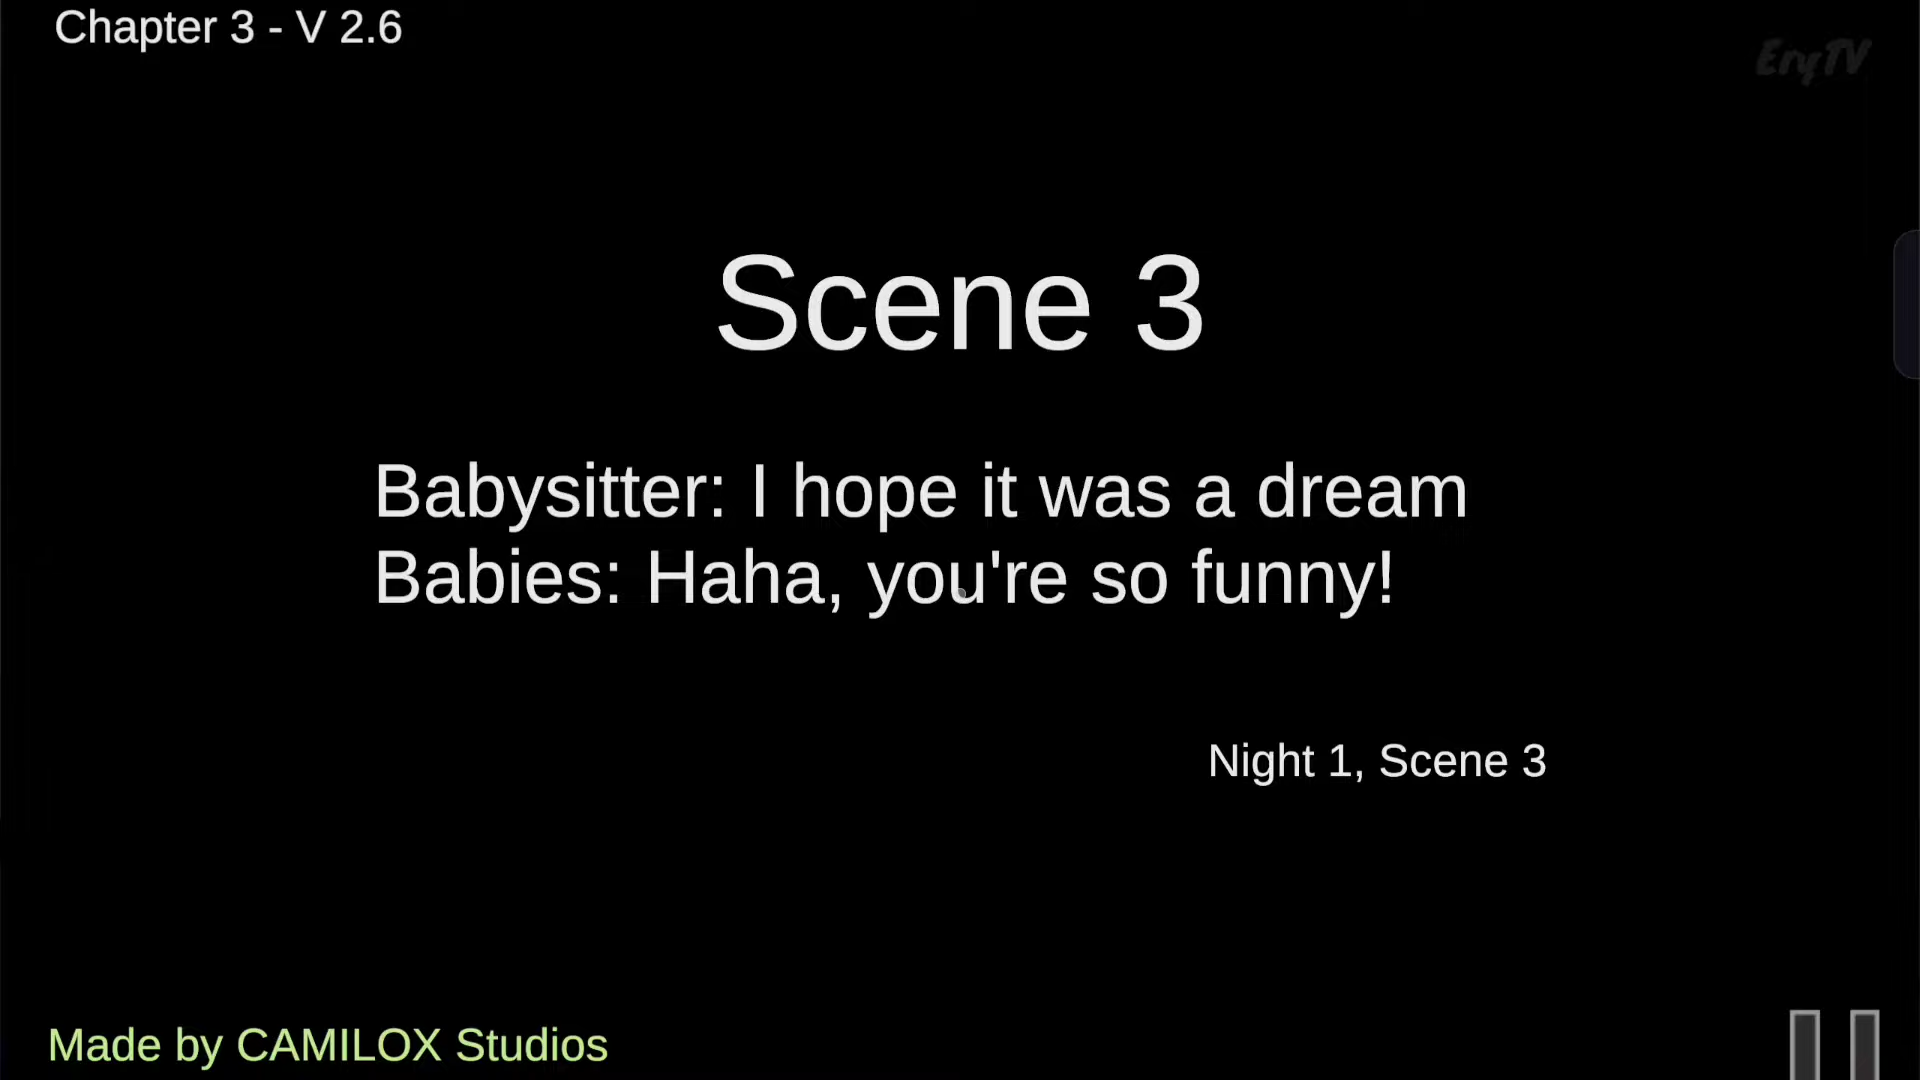 Chapter 3 - V 2.6
EryTV
Scene 3
Babysitter: I hope it was a dream
Babies: Haha, you're so funny!
Night 1, Scene 3
Made by CAMILOX Studios